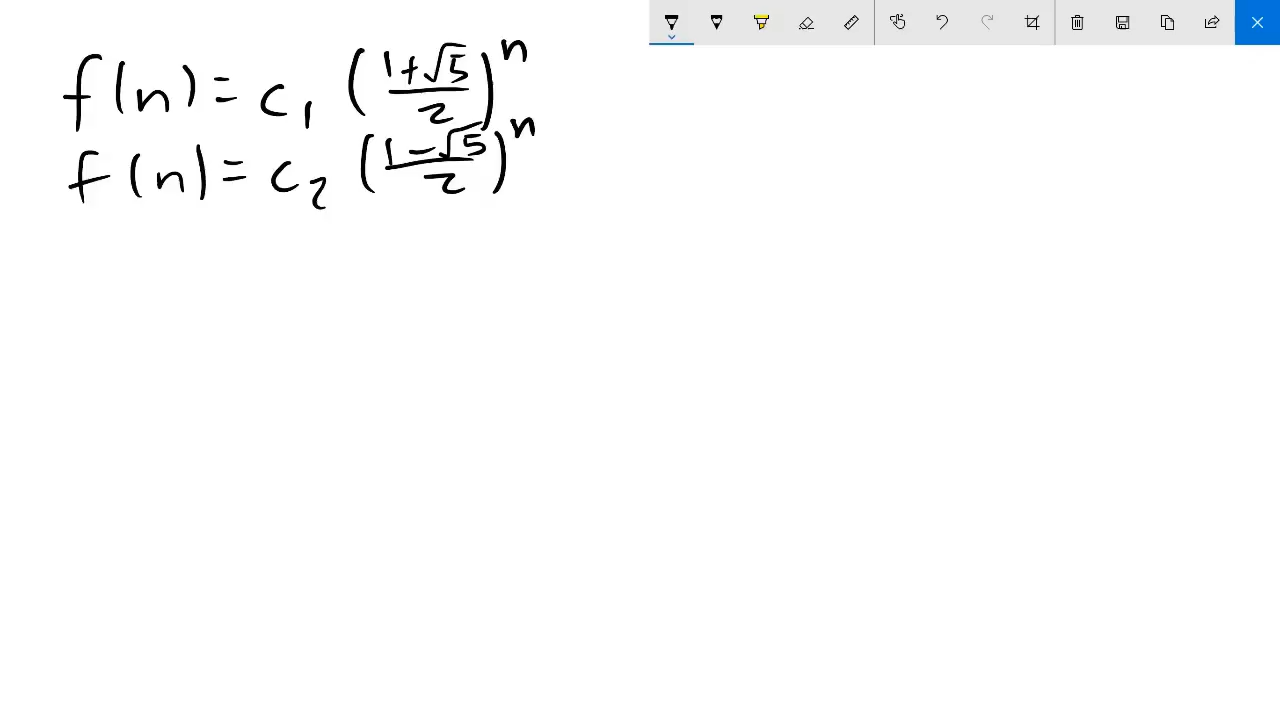 f(n) = c₁ ((1+√5)/2)ⁿ
f(n) = c₂ ((1-√5)/2)ⁿ